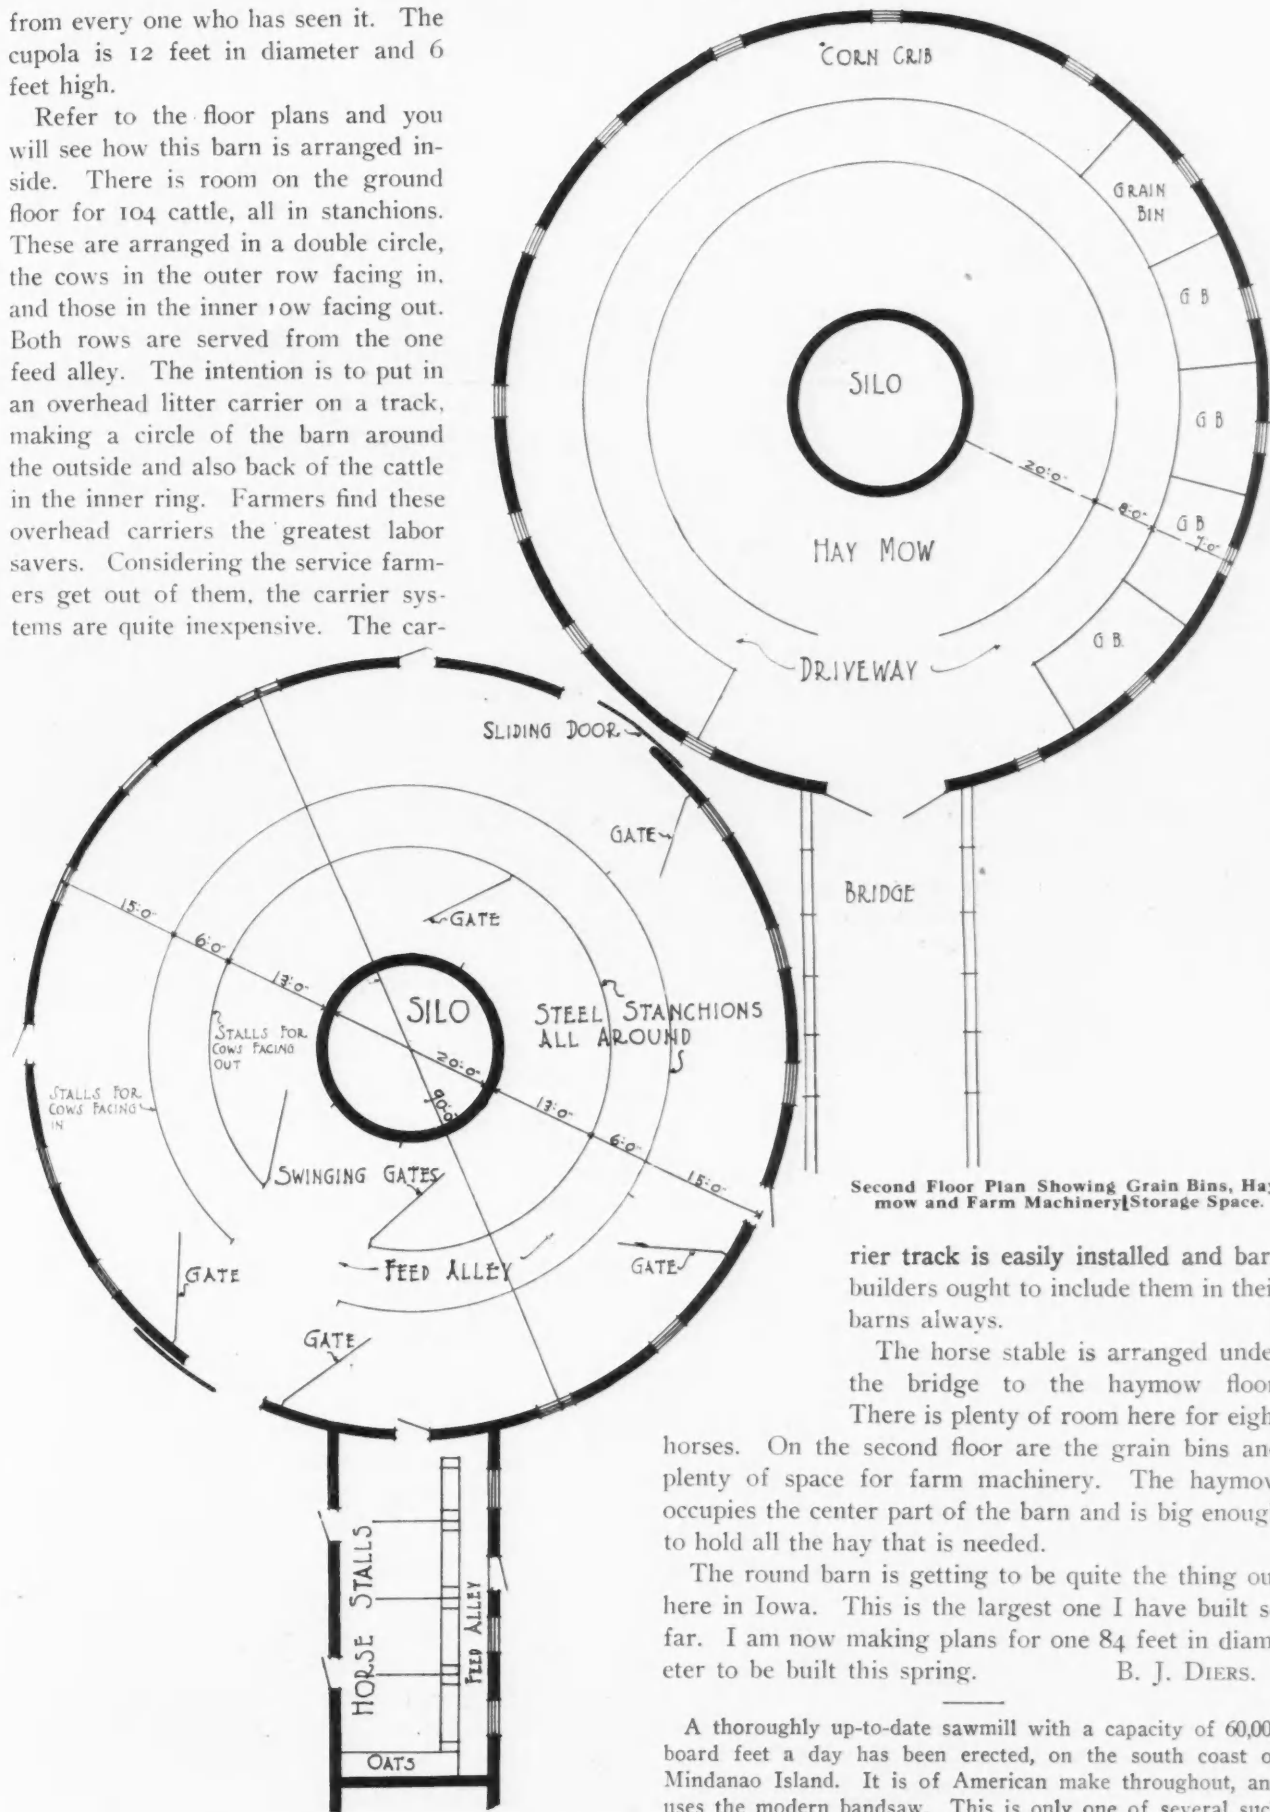 from every one who has seen it. The
cupola is 12 feet in diameter and 6
feet high.
Refer to the floor plans and you
will see how this barn is arranged in-
side. There is room on the ground
floor for 104 cattle, all in stanchions.
These are arranged in a double circle,
the cows in the outer row facing in,
and those in the inner row facing out.
Both rows are served from the one
feed alley. The intention is to put in
an overhead litter carrier on a track,
making a circle of the barn around
the outside and also back of the cattle
in the inner ring. Farmers find these
overhead carriers the greatest labor
savers. Considering the service farm-
ers get out of them, the carrier sys-
tems are quite inexpensive. The car-
CORN CRIB
GRAIN
BIN
G B
G B
G B
G B.
SILO
HAY MOW
20'-0"
8'-0"
7'-0"
DRIVEWAY
BRIDGE
Second Floor Plan Showing Grain Bins, Hay
mow and Farm Machinery Storage Space.
SLIDING DOOR
GATE
GATE
15'-0"
6'-0"
13'-0"
SILO
STEEL STANCHIONS
ALL AROUND
STALLS FOR
COWS FACING
OUT
STALLS FOR
COWS FACING
IN
20'-0"
90'-0"
13'-0"
6'-0"
15'-0"
SWINGING GATES
FEED ALLEY
GATE
GATE
GATE
HORSE STALLS
FEED ALLEY
OATS
rier track is easily installed and bar
builders ought to include them in thei
barns always.
The horse stable is arranged unde
the bridge to the haymow floor
There is plenty of room here for eigh
horses. On the second floor are the grain bins an
plenty of space for farm machinery. The haymow
occupies the center part of the barn and is big enoug
to hold all the hay that is needed.
The round barn is getting to be quite the thing ou
here in Iowa. This is the largest one I have built s
far. I am now making plans for one 84 feet in diam
eter to be built this spring. B. J. DIERS.
A thoroughly up-to-date sawmill with a capacity of 60,00
board feet a day has been erected, on the south coast o
Mindanao Island. It is of American make throughout, an
uses the modern bandsaw. This is only one of several suc